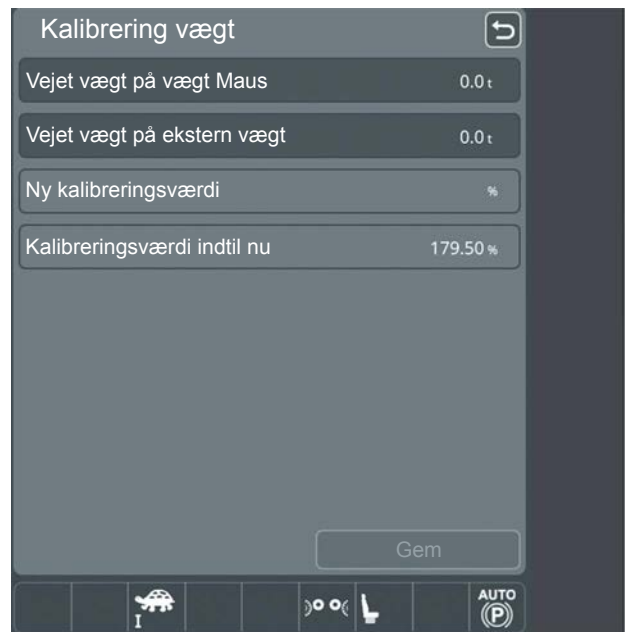 Kalibrering vægt
Vejet vægt på vægt Maus 0.0 t
Vejet vægt på ekstern vægt 0.0 t
Ny kalibreringsværdi %
Kalibreringsværdi indtil nu 179.50 %
Gem
I
AUTO
P